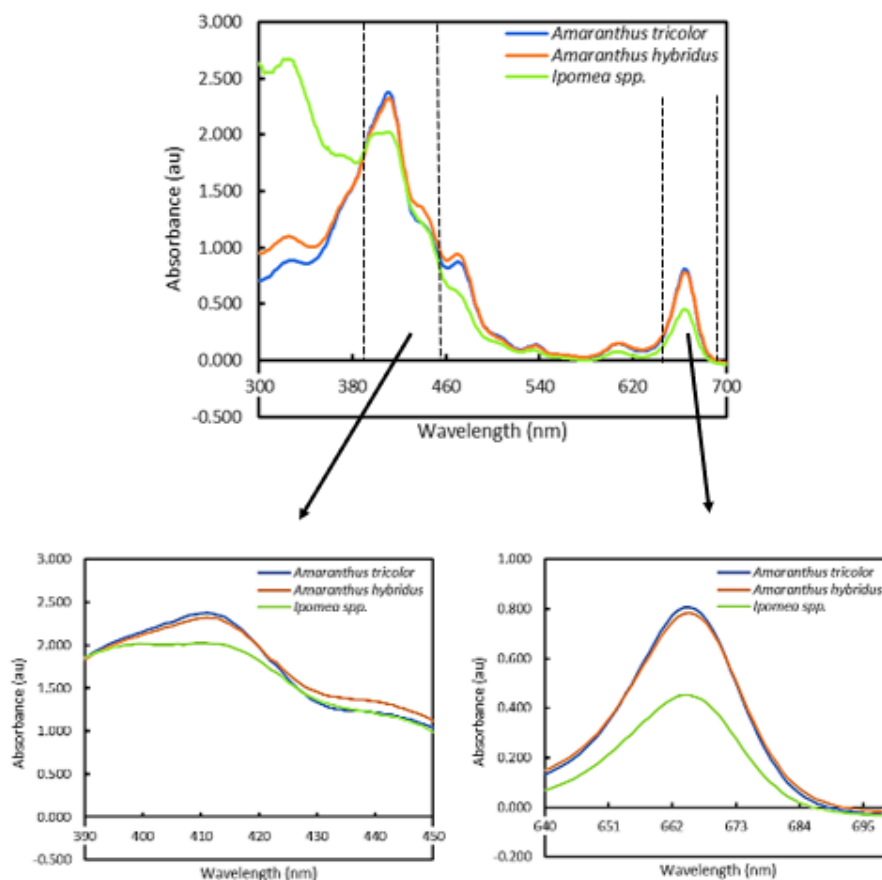 3.000
2.500
2.000
1.500
1.000
0.500
0.000
-0.500
300 380 460 540 620 700
Absorbance (au)
Wavelength (nm)
Amaranthus tricolor
Amaranthus hybridus
Ipomea spp.
3.000
2.500
2.000
1.500
1.000
0.500
0.000
-0.500
390 400 410 420 430 440 450
Absorbance (au)
Wavelength (nm)
Amaranthus tricolor
Amaranthus hybridus
Ipomea spp.
1.000
0.800
0.600
0.400
0.200
0.000
-0.200
640 651 662 673 684 695
Absorbance (au)
Wavelength (nm)
Amaranthus tricolor
Amaranthus hybridus
Ipomea spp.